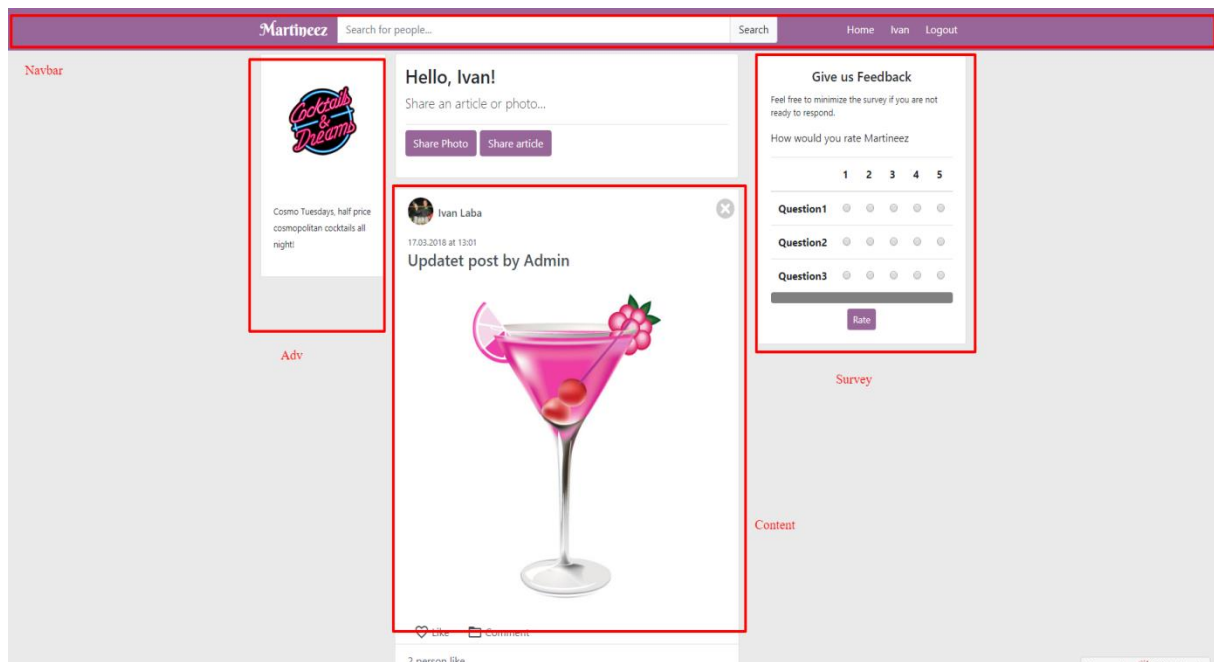 Martineez
Search for people...
Search
Home Ivan Logout
Navbar
Cocktails
&
Dreams
Cosmo Tuesdays, half price
cosmopolitan cocktails all
night!
Adv
Hello, Ivan!
Share an article or photo...
Share Photo Share article
Ivan Laba
17.03.2018 at 13:01
Updatet post by Admin
Like Comment
2 person like
Content
Give us Feedback
Feel free to minimize the survey if you are not
ready to respond.
How would you rate Martineez
1 2 3 4 5
Question1
Question2
Question3
Rate
Survey